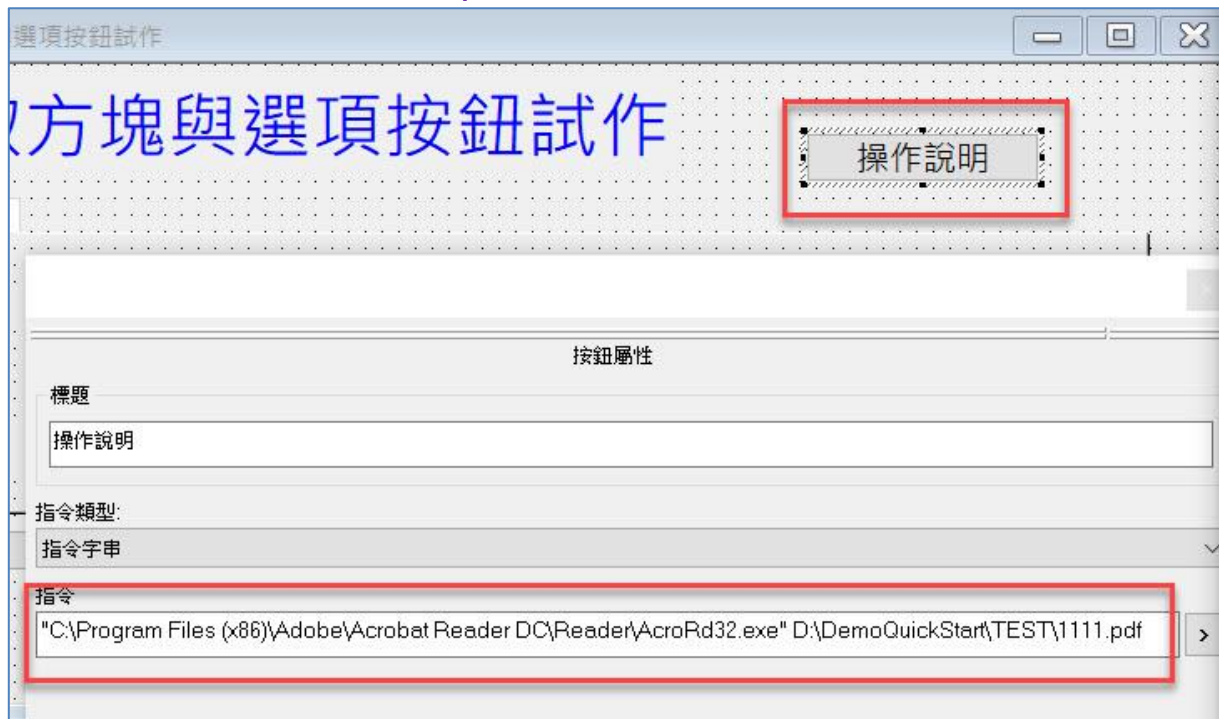 選項按鈕試作
方塊與選項按鈕試作
操作說明
按鈕屬性
標題
操作說明
指令類型:
指令字串
指令
"C:\Program Files (x86)\Adobe\Acrobat Reader DC\Reader\AcroRd32.exe" D:\DemoQuickStart\TEST\1111.pdf